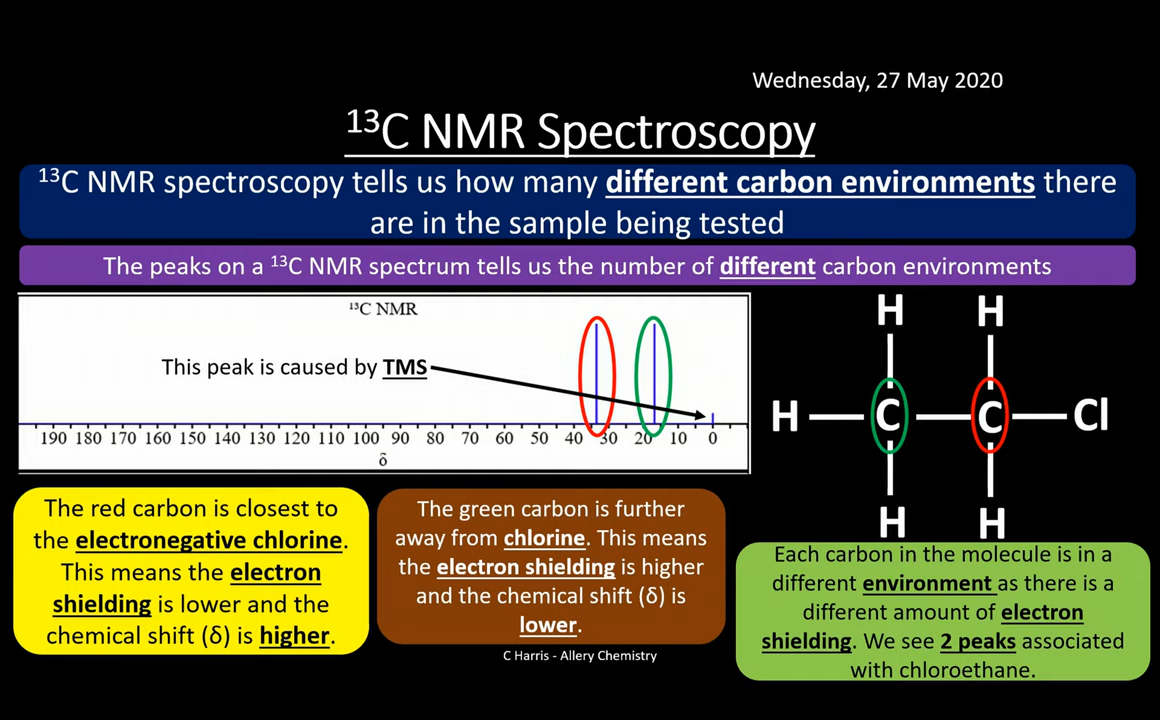 Wednesday, 27 May 2020
¹³C NMR Spectroscopy
¹³C NMR spectroscopy tells us how many different carbon environments there
are in the sample being tested
The peaks on a ¹³C NMR spectrum tells us the number of different carbon environments
¹³C NMR
This peak is caused by TMS
190 180 170 160 150 140 130 120 110 100 90 80 70 60 50 40 30 20 10 0
δ
H H
H C C Cl
H H
The red carbon is closest to
the electronegative chlorine.
This means the electron
shielding is lower and the
chemical shift (δ) is higher.
The green carbon is further
away from chlorine. This means
the electron shielding is higher
and the chemical shift (δ) is
lower.
Each carbon in the molecule is in a
different environment as there is a
different amount of electron
shielding. We see 2 peaks associated
with chloroethane.
C Harris - Allery Chemistry